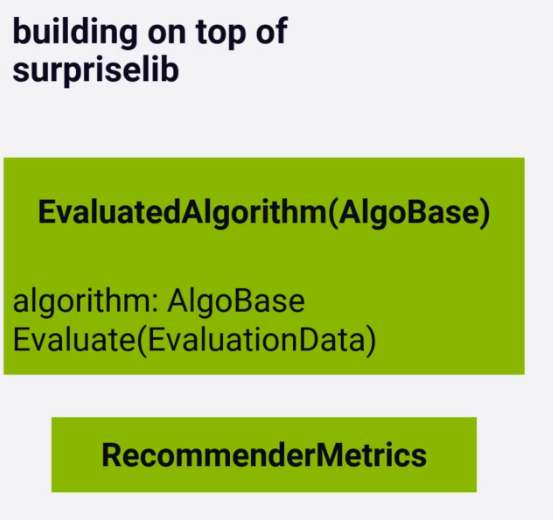 building on top of
surpriselib
EvaluatedAlgorithm(AlgoBase)
algorithm: AlgoBase
Evaluate(EvaluationData)
RecommenderMetrics